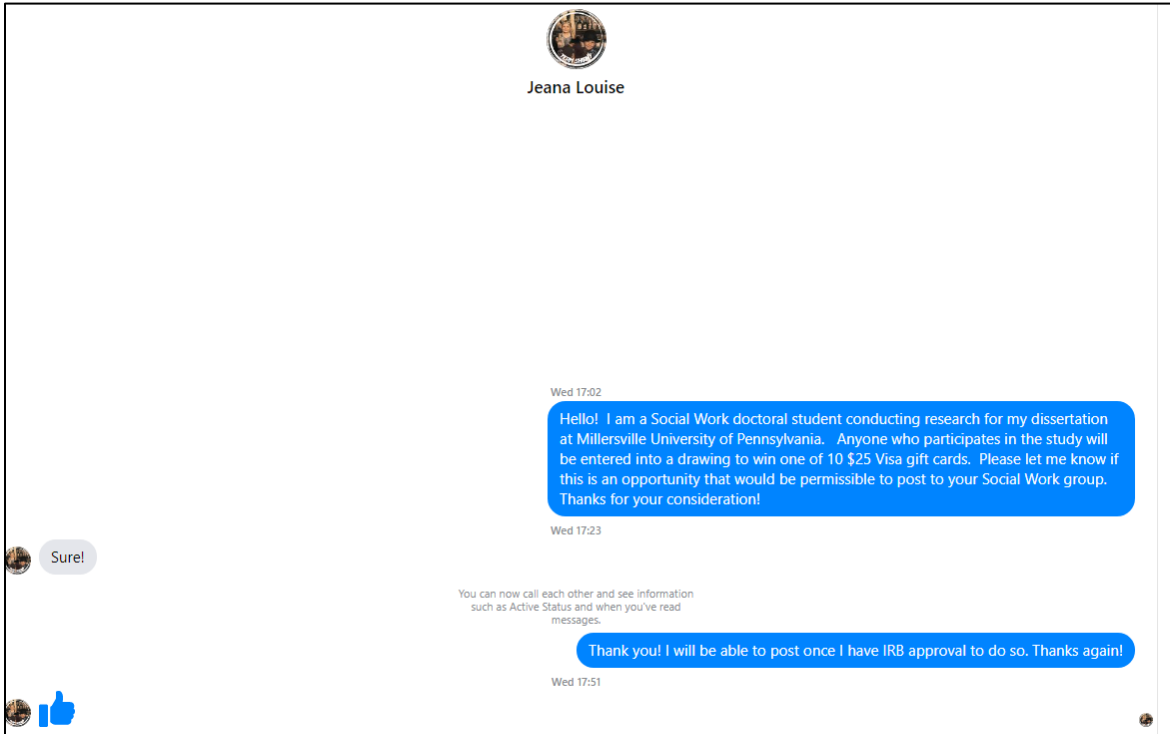 Jeana Louise
Wed 17:02
Hello!  I am a Social Work doctoral student conducting research for my dissertation
at Millersville University of Pennsylvania.   Anyone who participates in the study will
be entered into a drawing to win one of 10 $25 Visa gift cards.  Please let me know if
this is an opportunity that would be permissible to post to your Social Work group.
Thanks for your consideration!
Wed 17:23
Sure!
You can now call each other and see information
such as Active Status and when you've read
messages.
Thank you! I will be able to post once I have IRB approval to do so. Thanks again!
Wed 17:51